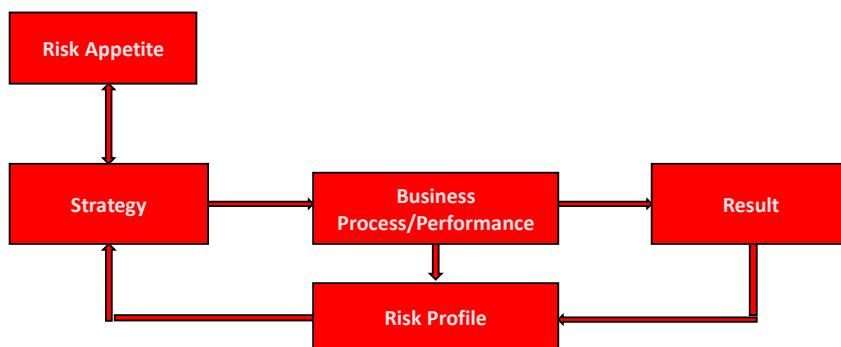 Risk Appetite
Strategy
Business
Process/Performance
Result
Risk Profile